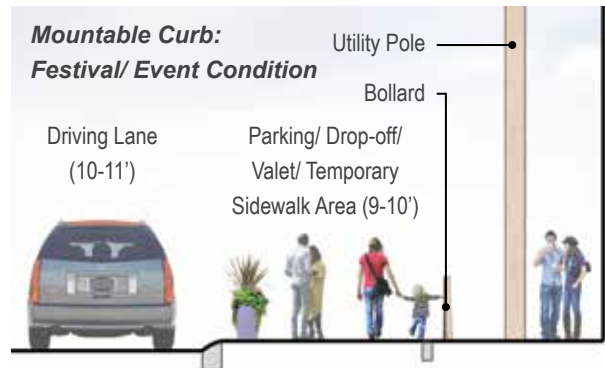 Mountable Curb:
Festival/ Event Condition
Utility Pole
Bollard
Driving Lane
(10-11’)
Parking/ Drop-off/
Valet/ Temporary
Sidewalk Area (9-10’)